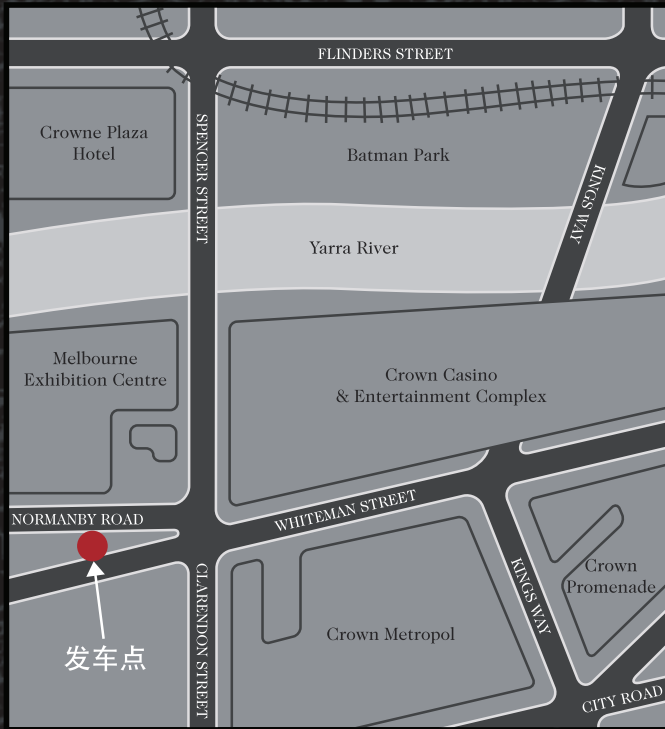 FLINDERS STREET
Crowne Plaza
Hotel
SPENCER STREET
Batman Park
KINGS WAY
Yarra River
Melbourne
Exhibition Centre
Crown Casino
& Entertainment Complex
NORMANBY ROAD
WHITEMAN STREET
发车点
CLARENDON STREET
Crown Metropol
KINGS WAY
Crown
Promenade
CITY ROAD